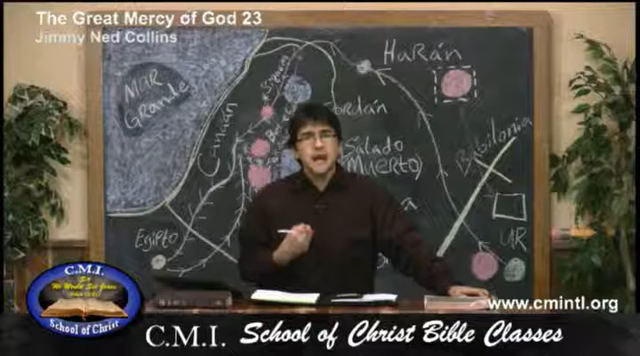 The Great Mercy of God 23
Jimmy Ned Collins
HaRán
MaR
GRande
Canaan
Jordán
Salado
(Muerto)
Babilonia
Egipto
UR
www.cmintl.org
C.M.I.
School of Christ
C.M.I. School of Christ Bible Classes